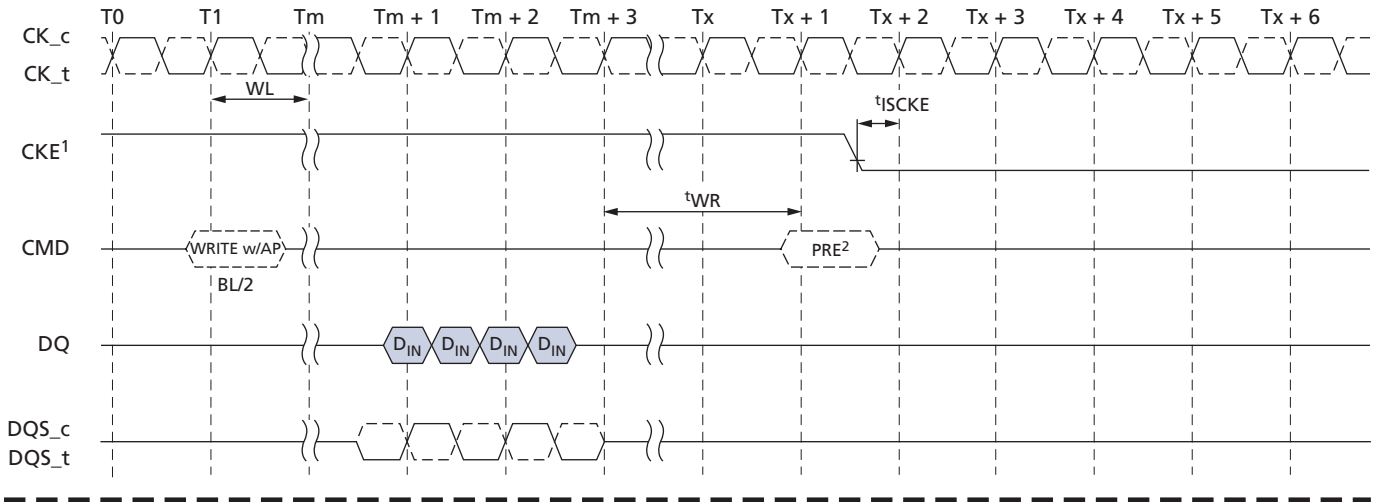 T0 T1 Tm Tm + 1 Tm + 2 Tm + 3 Tx Tx + 1 Tx + 2 Tx + 3 Tx + 4 Tx + 5 Tx + 6
CK_c
CK_t
WL
tISCKE
CKE1
tWR
CMD WRITE w/AP PRE2
BL/2
DQ DIN DIN DIN DIN
DQS_c
DQS_t